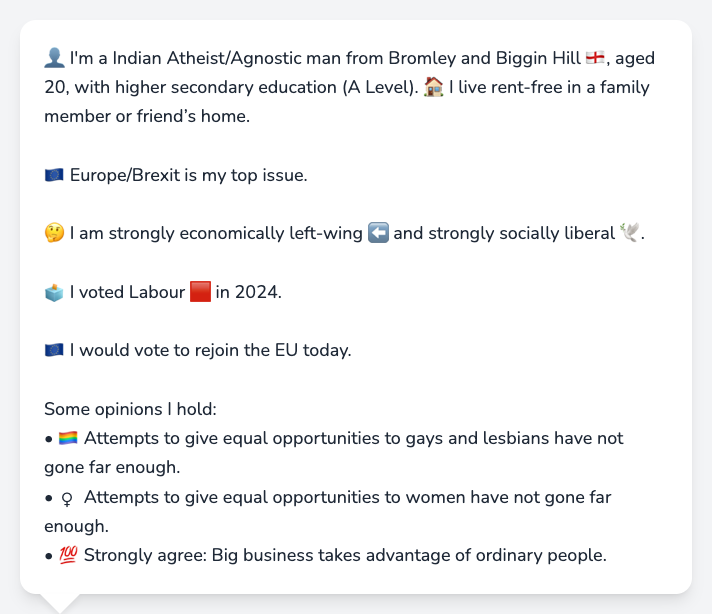 👤 I'm a Indian Atheist/Agnostic man from Bromley and Biggin Hill 🏴󠁧󠁢󠁥󠁮󠁧󠁿, aged
20, with higher secondary education (A Level). 🏠 I live rent-free in a family
member or friend’s home.
🇪🇺 Europe/Brexit is my top issue.
🤔 I am strongly economically left-wing ⬅️ and strongly socially liberal 🕊️.
🗳️ I voted Labour 🟥 in 2024.
🇪🇺 I would vote to rejoin the EU today.
Some opinions I hold:
• 🏳️‍🌈 Attempts to give equal opportunities to gays and lesbians have not
gone far enough.
• ♀ Attempts to give equal opportunities to women have not gone far
enough.
• 💯 Strongly agree: Big business takes advantage of ordinary people.